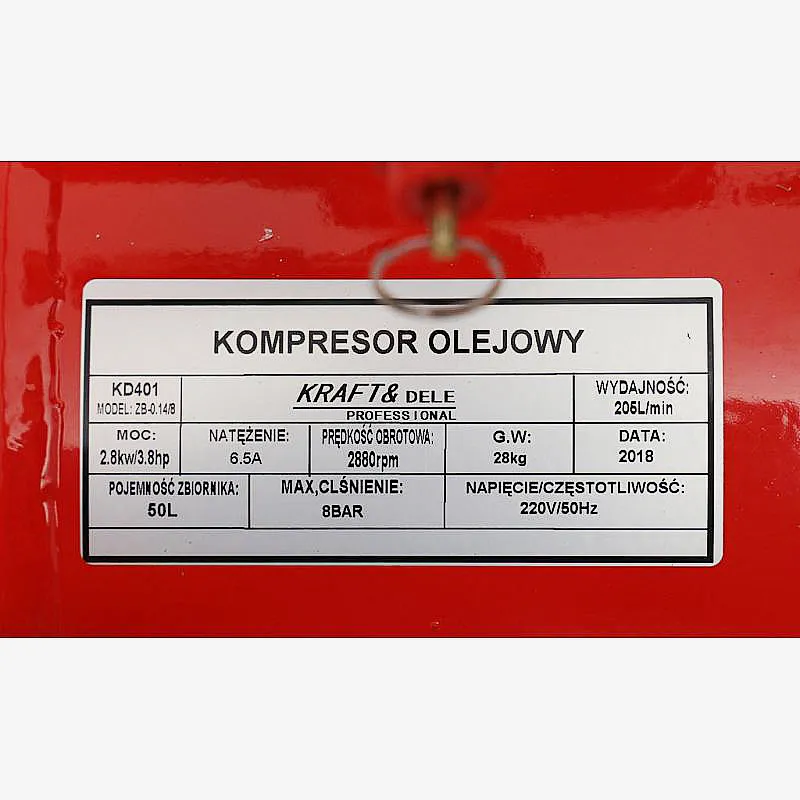 KOMPRESOR OLEJOWY
KD401
MODEL: ZB-0.14/8
KRAFT& DELE
PROFESSIONAL
WYDAJNOŚĆ:
205L/min
MOC:
2.8kw/3.8hp
NATĘŻENIE:
6.5A
PRĘDKOŚĆ OBROTOWA:
2880rpm
G.W:
28kg
DATA:
2018
POJEMNOŚĆ ZBIORNIKA:
50L
MAX,CLŚNIENIE:
8BAR
NAPIĘCIE/CZĘSTOTLIWOŚĆ:
220V/50Hz